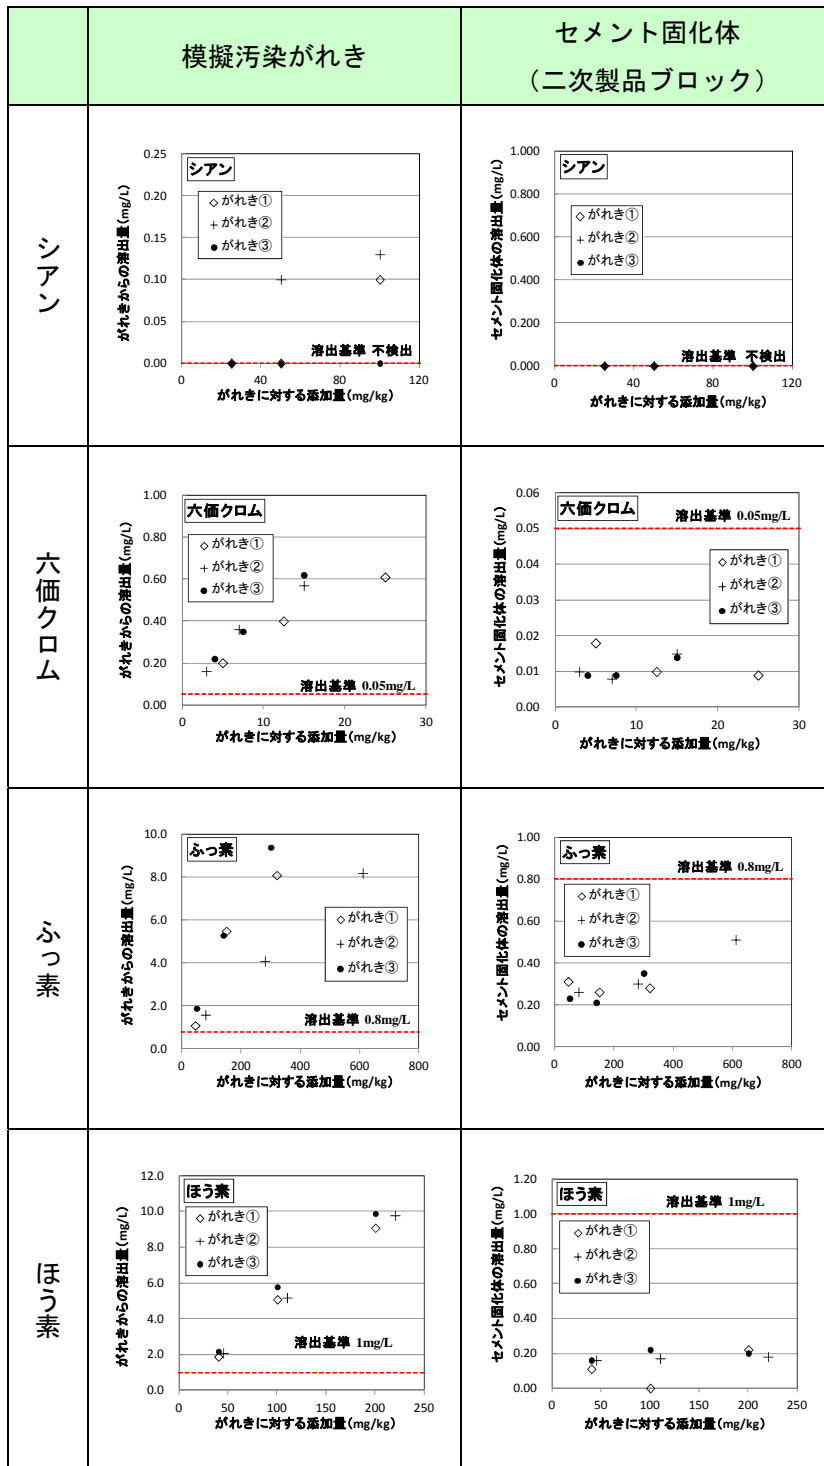 模擬汚染がれき
セメント固化体
（二次製品ブロック）
シアン
シアン
がれき①
がれき②
がれき③
溶出基準 不検出
がれきからの溶出量(mg/L)
0.25
0.20
0.15
0.10
0.05
0.00
0 40 80 120
がれきに対する添加量(mg/kg)
シアン
がれき①
がれき②
がれき③
溶出基準 不検出
セメント固化体の溶出量(mg/L)
1.000
0.800
0.600
0.400
0.200
0.000
0 40 80 120
がれきに対する添加量(mg/kg)
六価クロム
六価クロム
がれき①
がれき②
がれき③
溶出基準 0.05mg/L
がれきからの溶出量(mg/L)
1.00
0.80
0.60
0.40
0.20
0.00
0 10 20 30
がれきに対する添加量(mg/kg)
六価クロム
溶出基準 0.05mg/L
がれき①
がれき②
がれき③
セメント固化体の溶出量(mg/L)
0.06
0.05
0.04
0.03
0.02
0.01
0.00
0 10 20 30
がれきに対する添加量(mg/kg)
ふっ素
ふっ素
がれき①
がれき②
がれき③
溶出基準 0.8mg/L
がれきからの溶出量(mg/L)
10.0
8.0
6.0
4.0
2.0
0.0
0 200 400 600 800
がれきに対する添加量(mg/kg)
ふっ素
溶出基準 0.8mg/L
がれき①
がれき②
がれき③
セメント固化体の溶出量(mg/L)
1.00
0.80
0.60
0.40
0.20
0.00
0 200 400 600 800
がれきに対する添加量(mg/kg)
ほう素
ほう素
がれき①
がれき②
がれき③
溶出基準 1mg/L
がれきからの溶出量(mg/L)
12.0
10.0
8.0
6.0
4.0
2.0
0.0
0 50 100 150 200 250
がれきに対する添加量(mg/kg)
ほう素
溶出基準 1mg/L
がれき①
がれき②
がれき③
セメント固化体の溶出量(mg/L)
1.20
1.00
0.80
0.60
0.40
0.20
0.00
0 50 100 150 200 250
がれきに対する添加量(mg/kg)